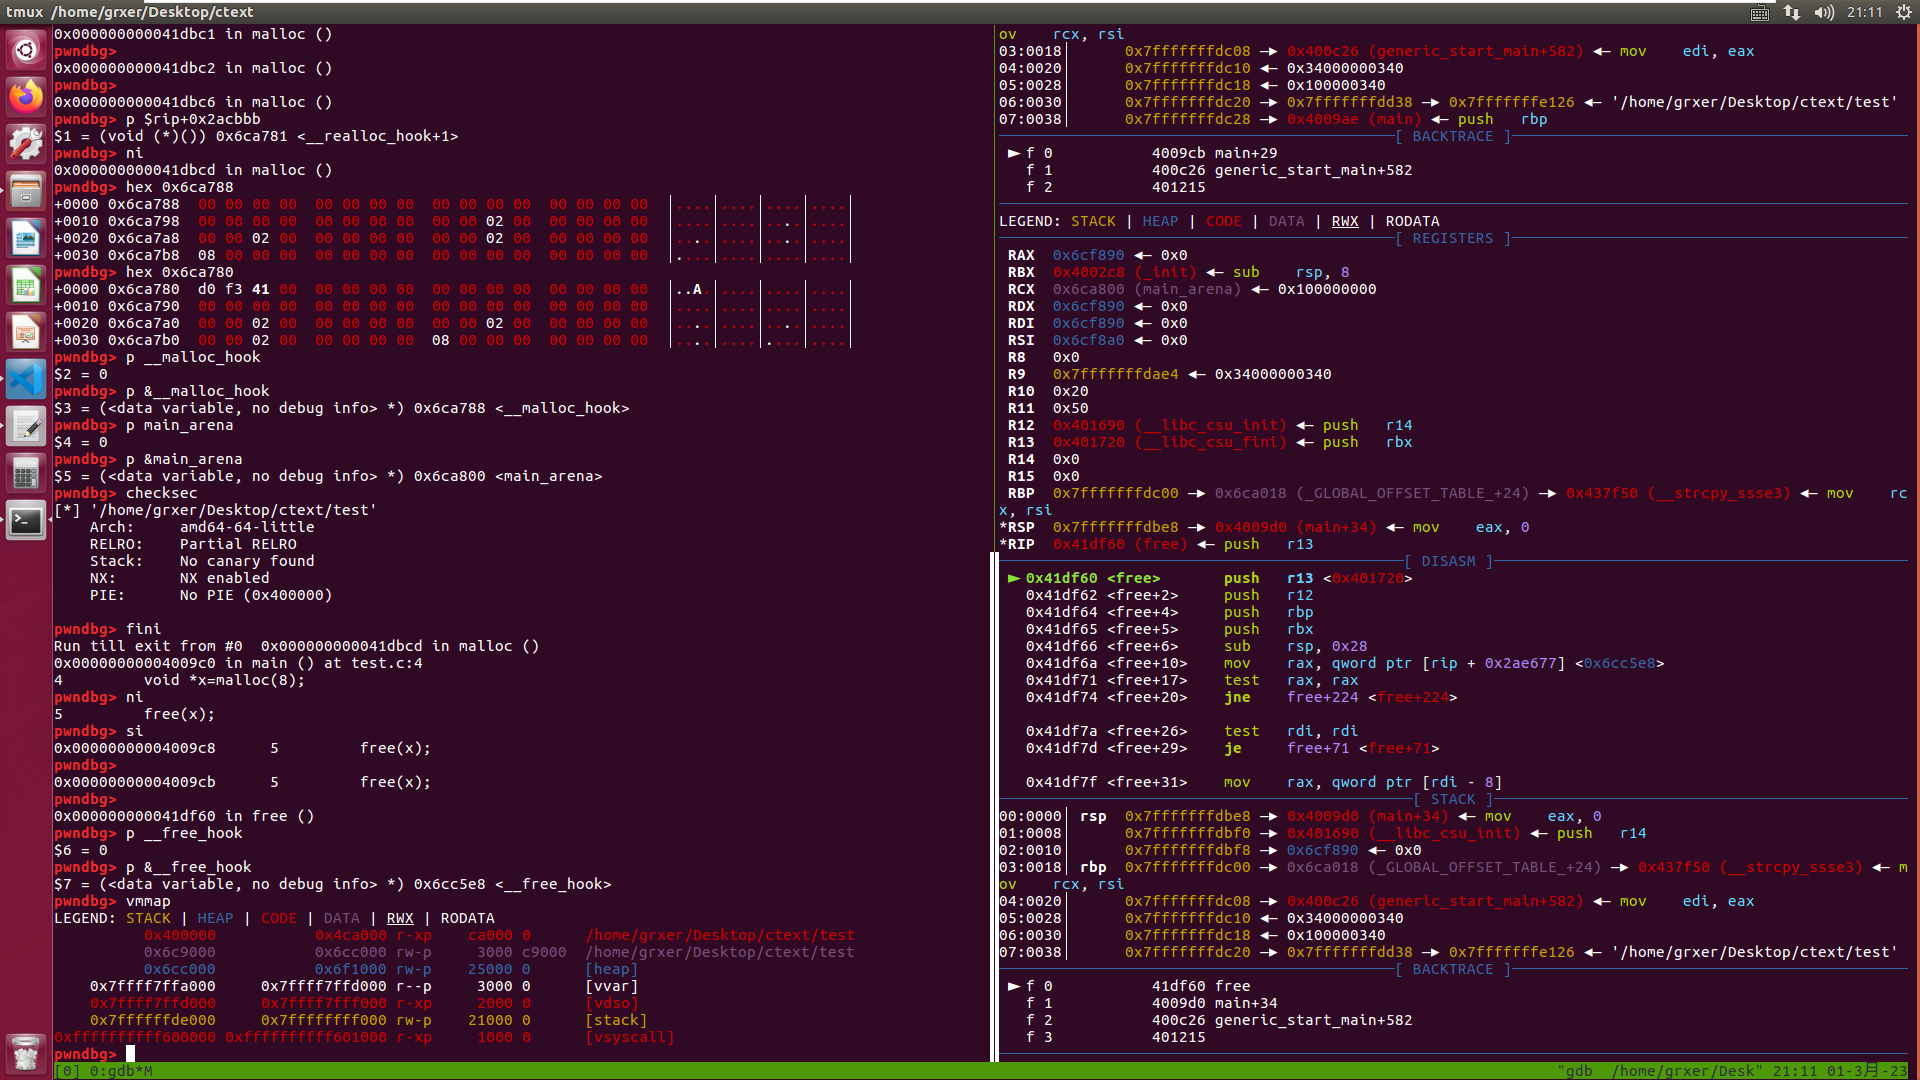 tmux /home/grxer/Desktop/ctext
21:11
0x000000000041dbc1 in malloc ()
pwndbg>
0x000000000041dbc2 in malloc ()
pwndbg>
0x000000000041dbc6 in malloc ()
pwndbg> p $rip+0x2acbbb
$1 = (void (*)()) 0x6ca781 <__realloc_hook+1>
pwndbg> ni
0x000000000041dbcd in malloc ()
pwndbg> hex 0x6ca788
+0000 0x6ca788  00 00 00 00  00 00 00 00  00 00 00 00  00 00 00 00  |....|....|....|....|
+0010 0x6ca798  00 00 00 00  00 00 00 00  00 00 02 00  00 00 00 00  |....|....|....|....|
+0020 0x6ca7a8  00 00 02 00  00 00 00 00  00 00 02 00  00 00 00 00  |....|....|....|....|
+0030 0x6ca7b8  08 00 00 00  00 00 00 00  00 00 00 00  00 00 00 00  |....|....|....|....|
pwndbg> hex 0x6ca780
+0000 0x6ca780  d0 f3 41 00  00 00 00 00  00 00 00 00  00 00 00 00  |..A.|....|....|....|
+0010 0x6ca790  00 00 00 00  00 00 00 00  00 00 00 00  00 00 00 00  |....|....|....|....|
+0020 0x6ca7a0  00 00 02 00  00 00 00 00  00 00 02 00  00 00 00 00  |....|....|....|....|
+0030 0x6ca7b0  00 00 02 00  00 00 00 00  08 00 00 00  00 00 00 00  |....|....|....|....|
pwndbg> p __malloc_hook
$2 = 0
pwndbg> p &__malloc_hook
$3 = (<data variable, no debug info> *) 0x6ca788 <__malloc_hook>
pwndbg> p main_arena
$4 = 0
pwndbg> p &main_arena
$5 = (<data variable, no debug info> *) 0x6ca800 <main_arena>
pwndbg> checksec
[*] '/home/grxer/Desktop/ctext/test'
Arch:     amd64-64-little
RELRO:    Partial RELRO
Stack:    No canary found
NX:       NX enabled
PIE:      No PIE (0x400000)
pwndbg> fini
Run till exit from #0  0x000000000041dbcd in malloc ()
0x00000000004009c0 in main () at test.c:4
4         void *x=malloc(8);
pwndbg> ni
5         free(x);
pwndbg> si
0x00000000004009c8      5         free(x);
pwndbg>
0x00000000004009cb      5         free(x);
pwndbg>
0x000000000041df60 in free ()
pwndbg> p __free_hook
$6 = 0
pwndbg> p &__free_hook
$7 = (<data variable, no debug info> *) 0x6cc5e8 <__free_hook>
pwndbg> vmmap
LEGEND: STACK | HEAP | CODE | DATA | RWX | RODATA
0x400000           0x4ca000 r-xp    ca000 0      /home/grxer/Desktop/ctext/test
0x6c9000           0x6cc000 rw-p     3000 c9000  /home/grxer/Desktop/ctext/test
0x6cc000           0x6f1000 rw-p    25000 0      [heap]
0x7ffff7ffa000     0x7ffff7ffd000 r--p     3000 0      [vvar]
0x7ffff7ffd000     0x7ffff7fff000 r-xp     2000 0      [vdso]
0x7ffffffde000     0x7ffffffff000 rw-p    21000 0      [stack]
0xffffffffff600000 0xffffffffff601000 r-xp     1000 0      [vsyscall]
pwndbg>
ov    rcx, rsi
03:0018│      0x7fffffffdc08 —▸ 0x400c26 (generic_start_main+582) ◂— mov    edi, eax
04:0020│      0x7fffffffdc10 ◂— 0x34000000340
05:0028│      0x7fffffffdc18 ◂— 0x100000340
06:0030│      0x7fffffffdc20 —▸ 0x7fffffffdd38 —▸ 0x7fffffffe126 ◂— '/home/grxer/Desktop/ctext/test'
07:0038│      0x7fffffffdc28 —▸ 0x4009ae (main) ◂— push   rbp
[ BACKTRACE ]
► f 0           4009cb main+29
f 1           400c26 generic_start_main+582
f 2           401215
LEGEND: STACK | HEAP | CODE | DATA | RWX | RODATA
[ REGISTERS ]
RAX  0x6cf890 ◂— 0x0
RBX  0x4002c8 (_init) ◂— sub    rsp, 8
RCX  0x6ca800 (main_arena) ◂— 0x100000000
RDX  0x6cf890 ◂— 0x0
RDI  0x6cf890 ◂— 0x0
RSI  0x6cf8a0 ◂— 0x0
R8   0x0
R9   0x7fffffffdae4 ◂— 0x34000000340
R10  0x20
R11  0x50
R12  0x401690 (__libc_csu_init) ◂— push   r14
R13  0x401720 (__libc_csu_fini) ◂— push   rbx
R14  0x0
R15  0x0
RBP  0x7fffffffdc00 —▸ 0x6ca018 (_GLOBAL_OFFSET_TABLE_+24) —▸ 0x437f50 (__strcpy_ssse3) ◂— mov    rc
x, rsi
*RSP  0x7fffffffdbe8 —▸ 0x4009d0 (main+34) ◂— mov    eax, 0
*RIP  0x41df60 (free) ◂— push   r13
[ DISASM ]
► 0x41df60 <free>       push   r13 <0x401720>
0x41df62 <free+2>     push   r12
0x41df64 <free+4>     push   rbp
0x41df65 <free+5>     push   rbx
0x41df66 <free+6>     sub    rsp, 0x28
0x41df6a <free+10>    mov    rax, qword ptr [rip + 0x2ae677] <0x6cc5e8>
0x41df71 <free+17>    test   rax, rax
0x41df74 <free+20>    jne    free+224 <free+224>
0x41df7a <free+26>    test   rdi, rdi
0x41df7d <free+29>    je     free+71 <free+71>
0x41df7f <free+31>    mov    rax, qword ptr [rdi - 8]
[ STACK ]
00:0000│ rsp  0x7fffffffdbe8 —▸ 0x4009d0 (main+34) ◂— mov    eax, 0
01:0008│      0x7fffffffdbf0 —▸ 0x401690 (__libc_csu_init) ◂— push   r14
02:0010│      0x7fffffffdbf8 —▸ 0x6cf890 ◂— 0x0
03:0018│ rbp  0x7fffffffdc00 —▸ 0x6ca018 (_GLOBAL_OFFSET_TABLE_+24) —▸ 0x437f50 (__strcpy_ssse3) ◂— m
ov    rcx, rsi
04:0020│      0x7fffffffdc08 —▸ 0x400c26 (generic_start_main+582) ◂— mov    edi, eax
05:0028│      0x7fffffffdc10 ◂— 0x34000000340
06:0030│      0x7fffffffdc18 ◂— 0x100000340
07:0038│      0x7fffffffdc20 —▸ 0x7fffffffdd38 —▸ 0x7fffffffe126 ◂— '/home/grxer/Desktop/ctext/test'
[ BACKTRACE ]
► f 0           41df60 free
f 1           4009d0 main+34
f 2           400c26 generic_start_main+582
f 3           401215
[0] 0:gdb*M
"gdb  /home/grxer/Desk" 21:11 01-3月-23